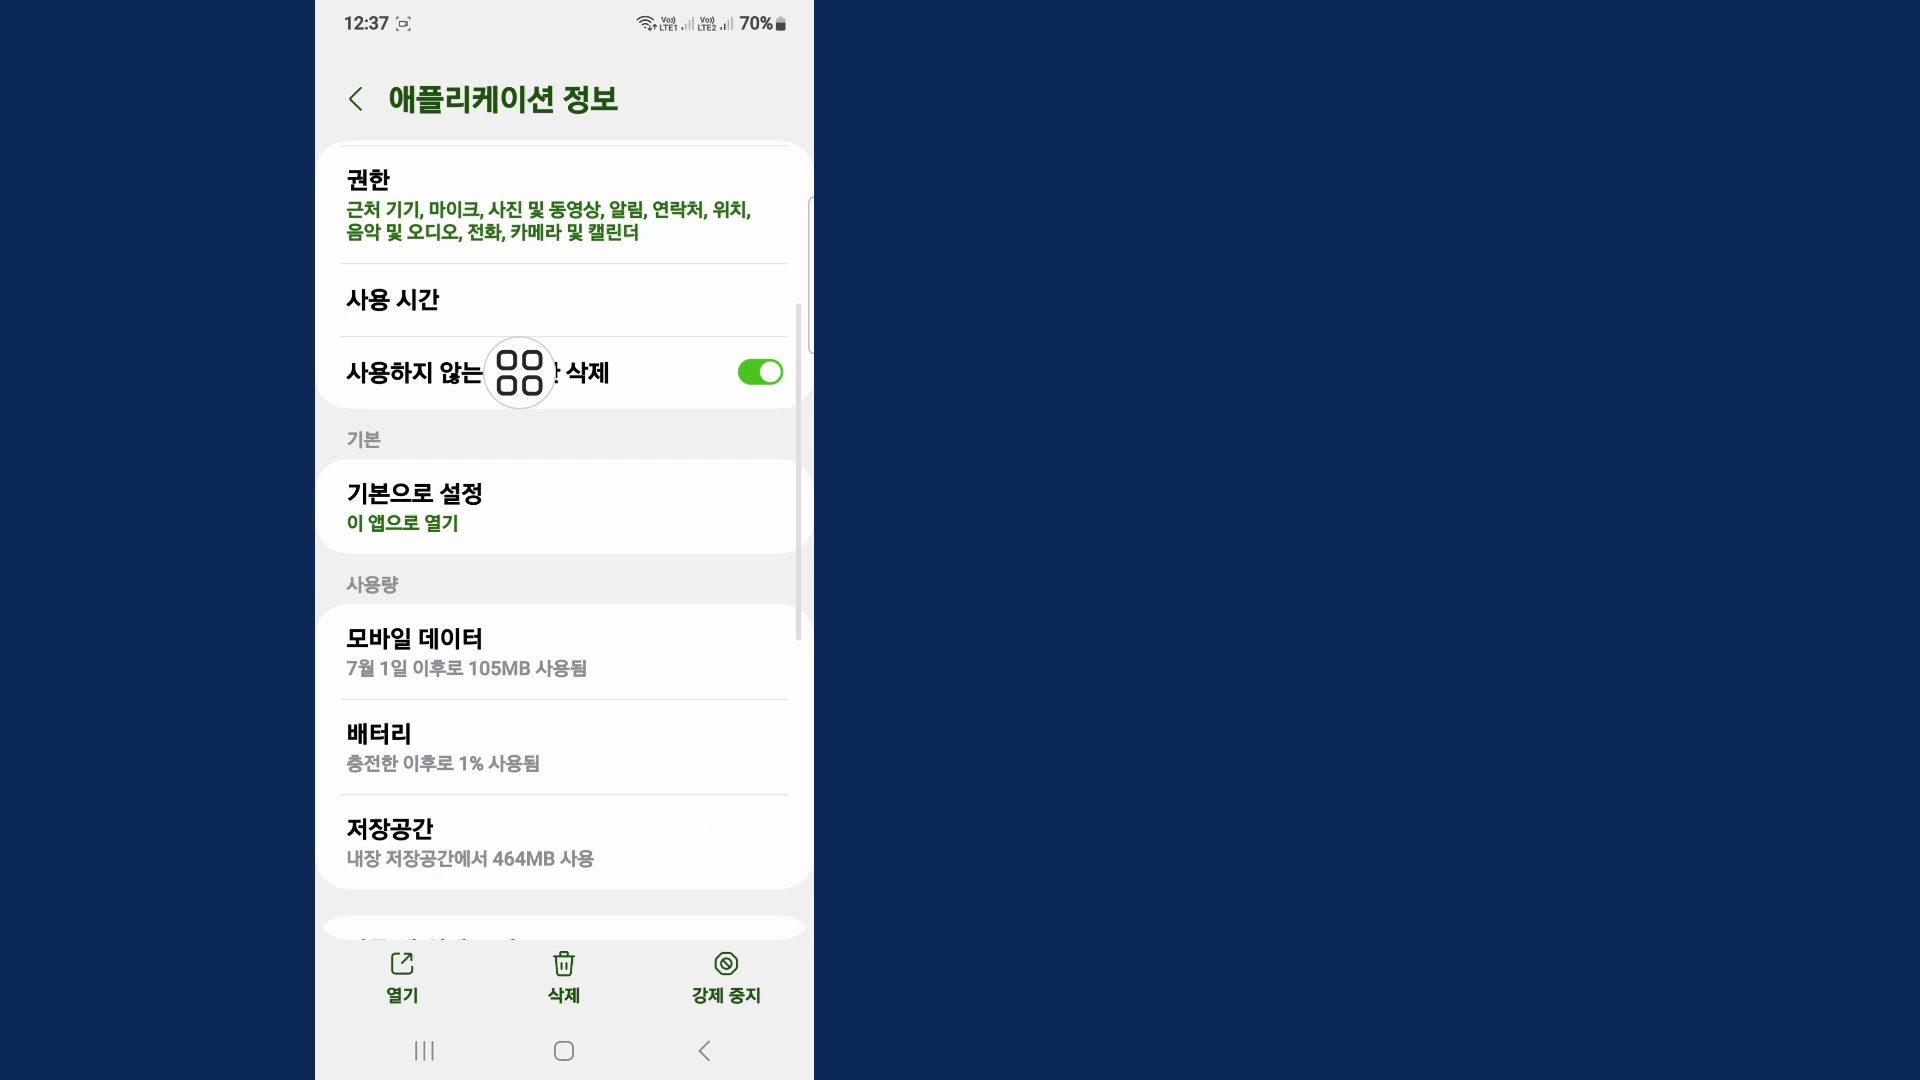 12:37 Vo)) LTE1 Vo)) LTE2 70%
애플리케이션 정보
권한
근처 기기, 마이크, 사진 및 동영상, 알림, 연락처, 위치,
음악 및 오디오, 전화, 카메라 및 캘린더
사용 시간
사용하지 않는 삭제
기본
기본으로 설정
이 앱으로 열기
사용량
모바일 데이터
7월 1일 이후로 105MB 사용됨
배터리
충전한 이후로 1% 사용됨
저장공간
내장 저장공간에서 464MB 사용
열기 삭제 강제 중지